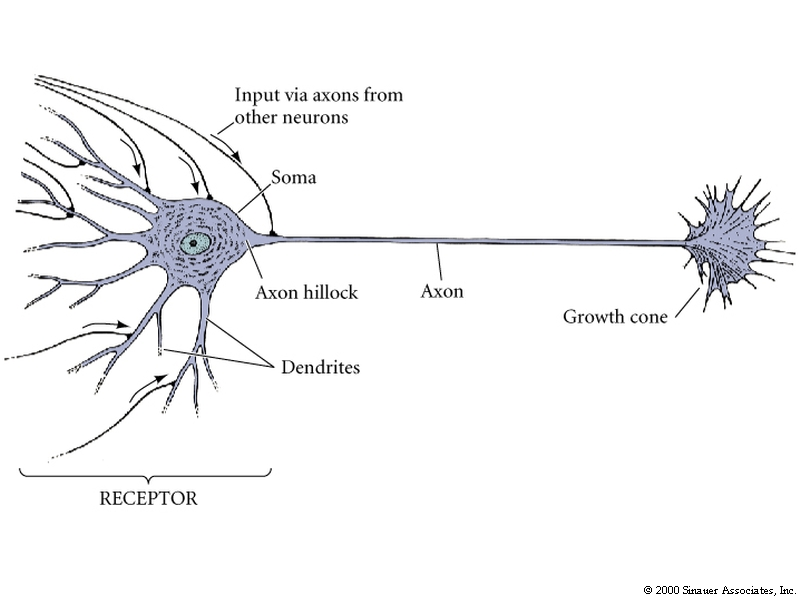 Input via axons from
other neurons
Soma
Axon hillock
Axon
Growth cone
Dendrites
RECEPTOR
© 2000 Sinauer Associates, Inc.